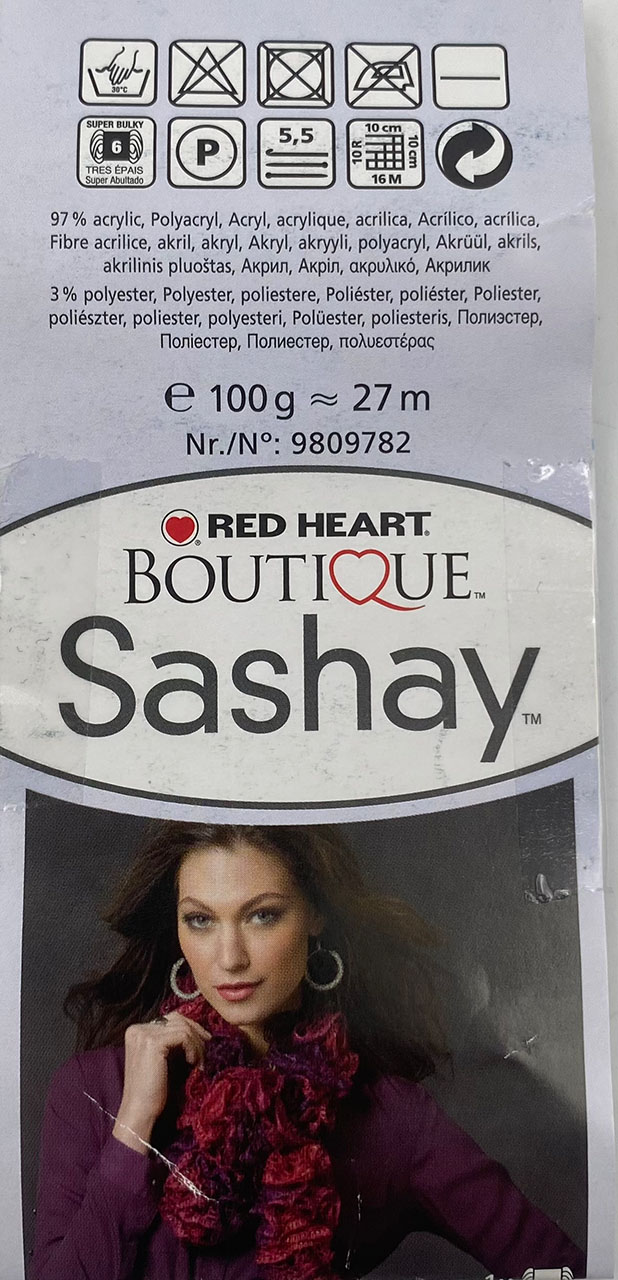 30°C
SUPER BULKY
6
TRES ÉPAIS
Super Abultado
P
5,5
10 cm
10 R
10 cm
16 M
97 % acrylic, Polyacryl, Acryl, acrylique, acrilica, Acrílico, acrílica,
Fibre acrilice, akril, akryl, Akryl, akryyli, polyacryl, Akrüül, akrils,
akrilinis pluoštas, Акрил, Акріл, ακρυλικό, Акрилик
3 % polyester, Polyester, poliestere, Poliéster, poliéster, Poliester,
poliészter, poliester, polyesteri, Polüester, poliesteris, Полиэстер,
Поліестер, Полиестер, πολυεστέρας
℮ 100 g ≈ 27 m
Nr./N°: 9809782
RED HEART®
BOUTIQUE™
Sashay™